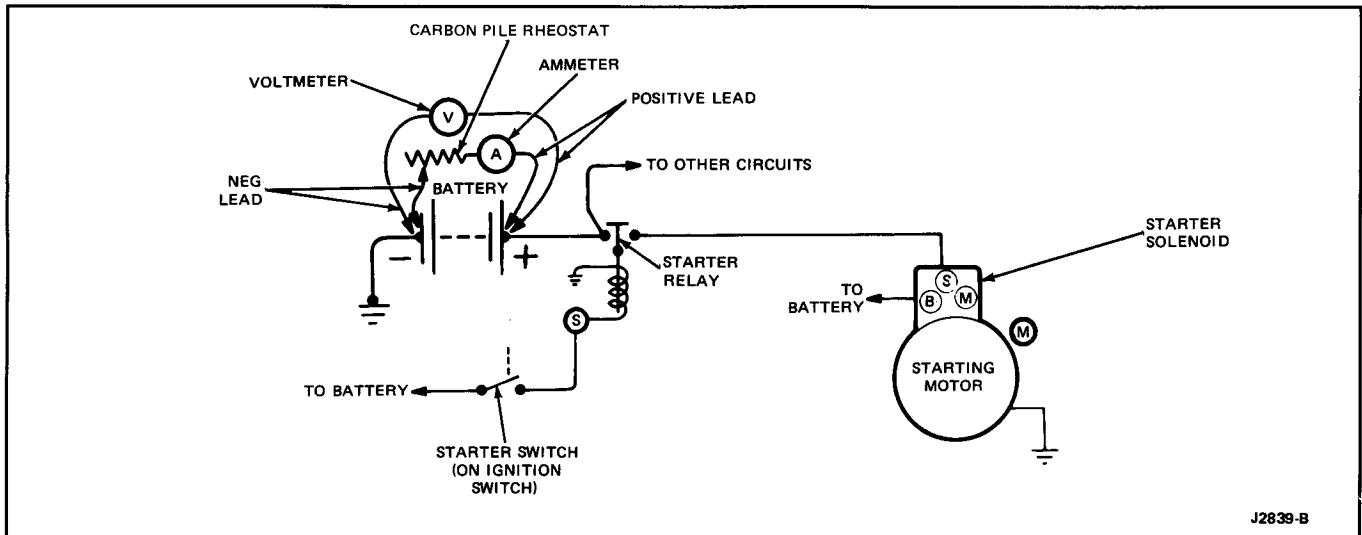 CARBON PILE RHEOSTAT
AMMETER
VOLTMETER
POSITIVE LEAD
V
A
TO OTHER CIRCUITS
NEG
LEAD
BATTERY
STARTER
SOLENOID
- +
STARTER
RELAY
TO
BATTERY
S
B M
S
M
STARTING
MOTOR
TO BATTERY
STARTER SWITCH
(ON IGNITION
SWITCH)
J2839-B